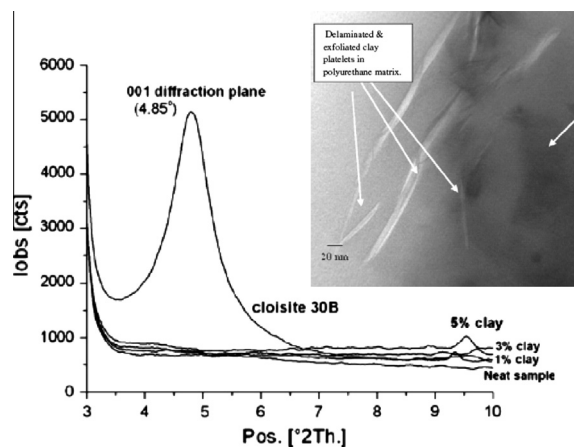 Delaminated &
exfoliated clay
platelets in
polyurethane matrix.
20 nm
001 diffraction plane
(4.85°)
cloisite 30B
5% clay
3% clay
1% clay
Neat sample
Iobs [cts]
6000
5000
4000
3000
2000
1000
0
3 4 5 6 7 8 9 10
Pos. [°2Th.]